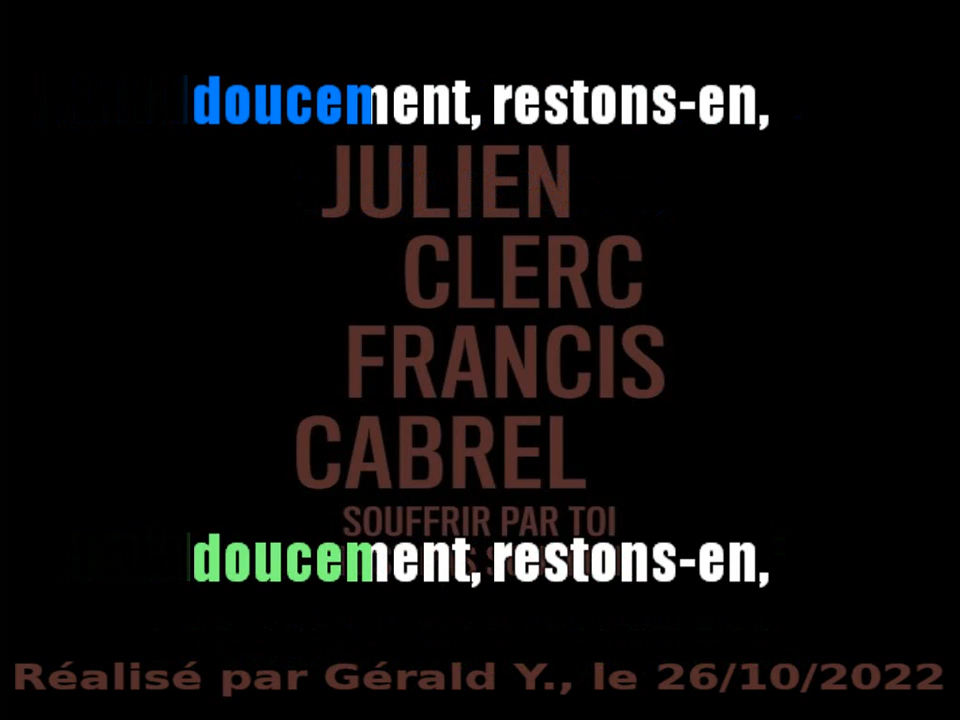 doucement, restons-en,
JULIEN
CLERC
FRANCIS
CABREL
SOUFFRIR PAR TOI
doucement, restons-en,
Réalisé par Gérald Y., le 26/10/2022